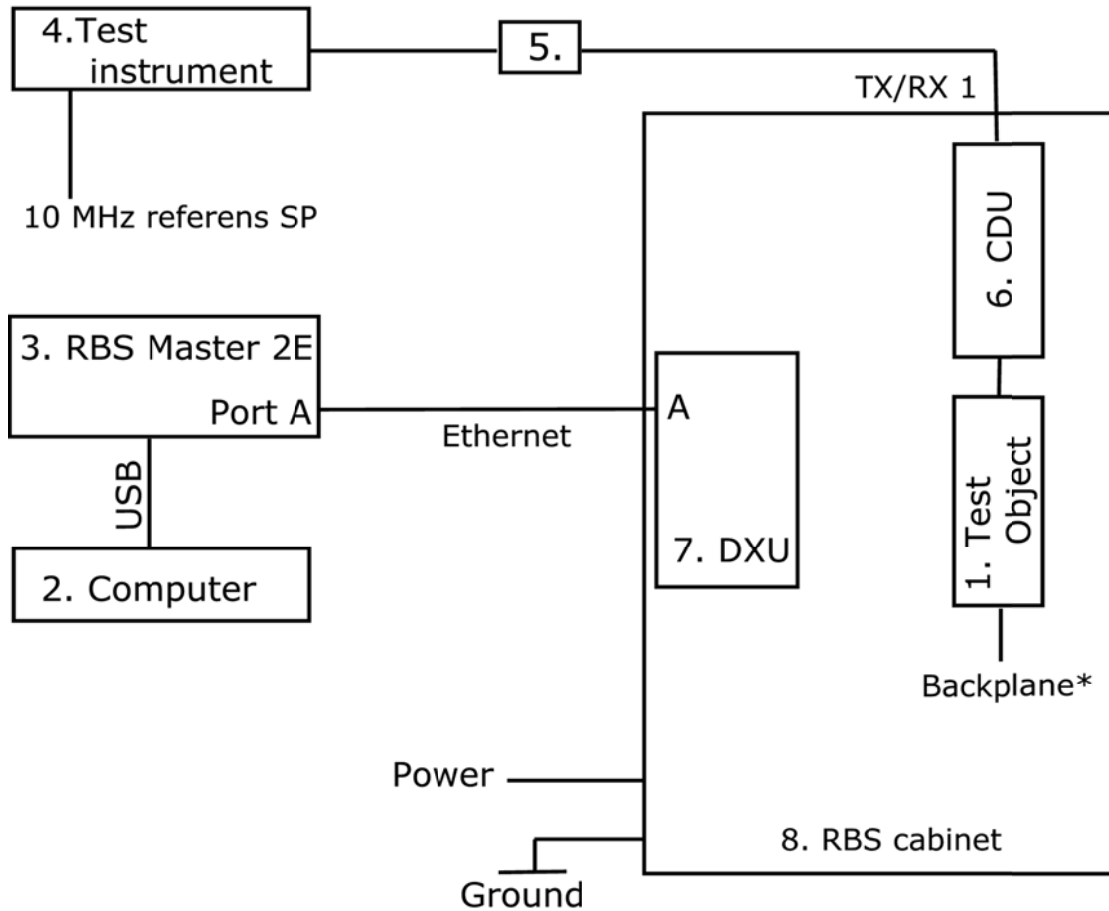 4.Test
instrument
5.
TX/RX 1
10 MHz referens SP
6. CDU
3. RBS Master 2E
Port A
Ethernet
A
7. DXU
USB
2. Computer
1. Test
Object
Backplane*
Power
8. RBS cabinet
Ground